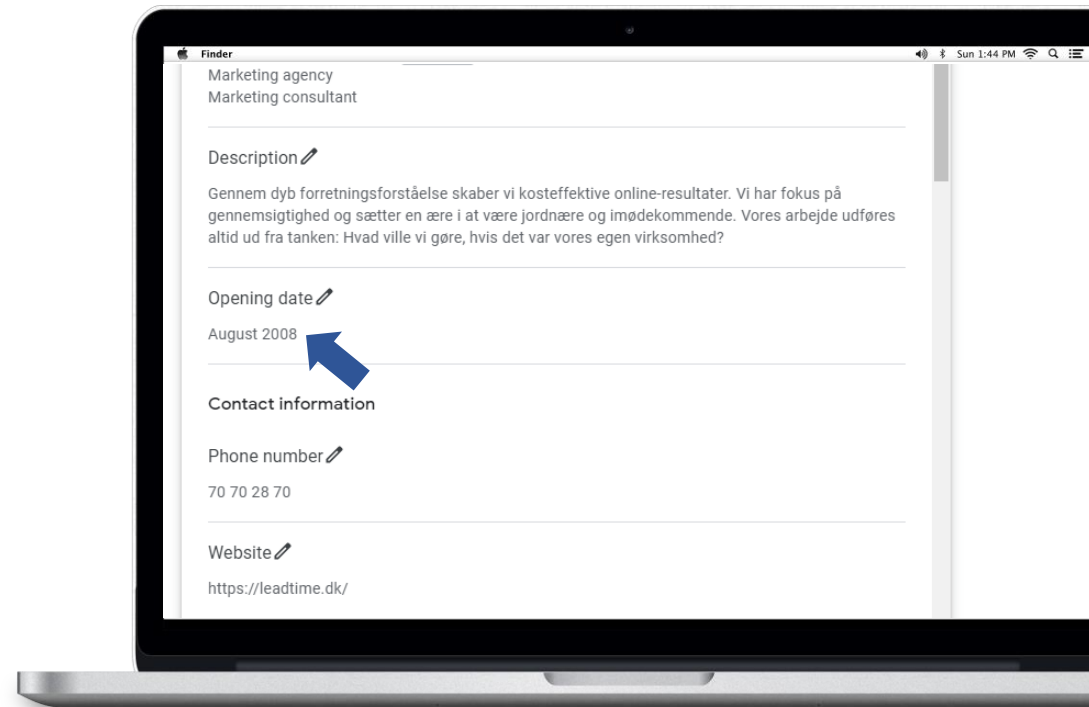 Finder
Sun 1:44 PM
Marketing agency
Marketing consultant
Description
Gennem dyb forretningsforståelse skaber vi kosteffektive online-resultater. Vi har fokus på
gennemsigtighed og sætter en ære i at være jordnære og imødekommende. Vores arbejde udføres
altid ud fra tanken: Hvad ville vi gøre, hvis det var vores egen virksomhed?
Opening date
August 2008
Contact information
Phone number
70 70 28 70
Website
https://leadtime.dk/